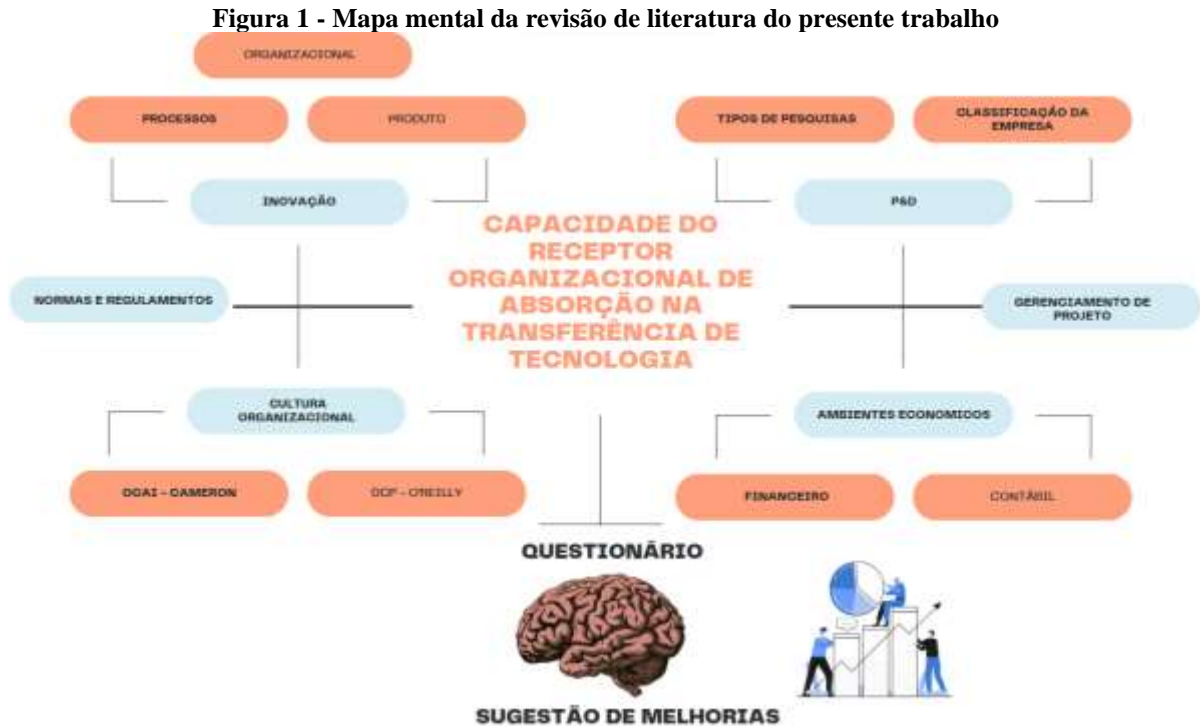 Figura 1 - Mapa mental da revisão de literatura do presente trabalho
ORGANIZACIONAL
PROCESSOS
PRODUTO
TIPOS DE PESQUISAS
CLASSIFICAÇÃO DA
EMPRESA
INOVAÇÃO
P&D
CAPACIDADE DO
RECEPTOR
ORGANIZACIONAL DE
ABSORÇÃO NA
TRANSFERÊNCIA DE
TECNOLOGIA
NORMAS E REGULAMENTOS
GERENCIAMENTO DE
PROJETO
CULTURA
ORGANIZACIONAL
AMBIENTES ECONOMICOS
OCAI - CAMERON
OCP - O'REILLY
FINANCEIRO
CONTÁBIL
QUESTIONÁRIO
SUGESTÃO DE MELHORIAS